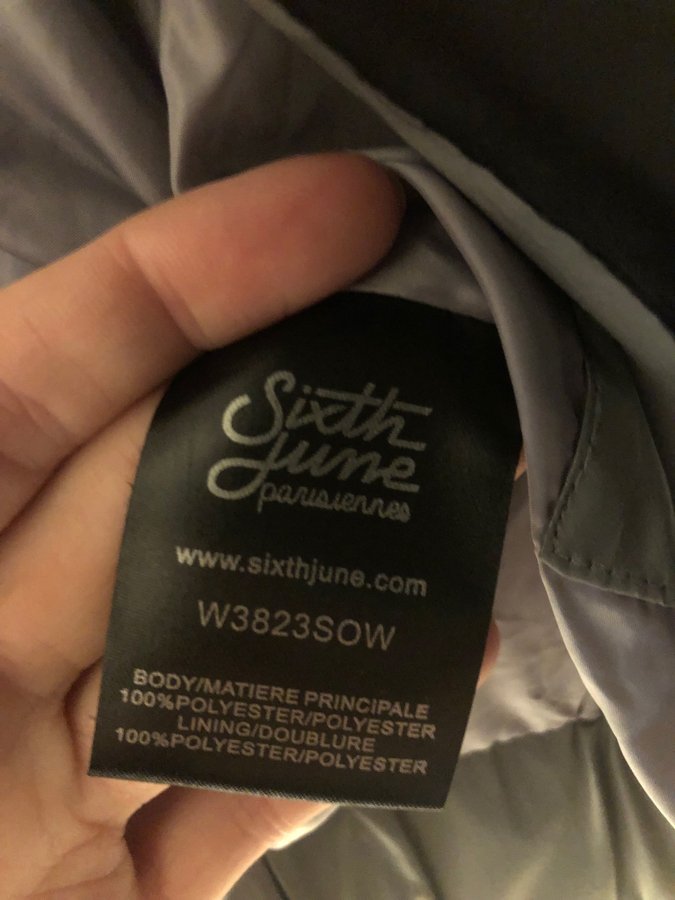 Sixth
june
parisiennes
www.sixthjune.com
W3823SOW
BODY/MATIERE PRINCIPALE
100%POLYESTER/POLYESTER
LINING/DOUBLURE
100%POLYESTER/POLYESTER